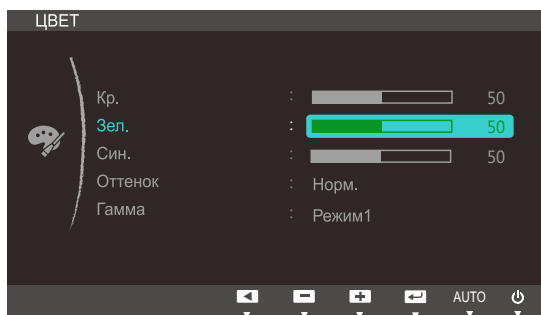 ЦВЕТ
Кр. : 50
Зел. : 50
Син. : 50
Оттенок : Норм.
Гамма : Режим1
AUTO